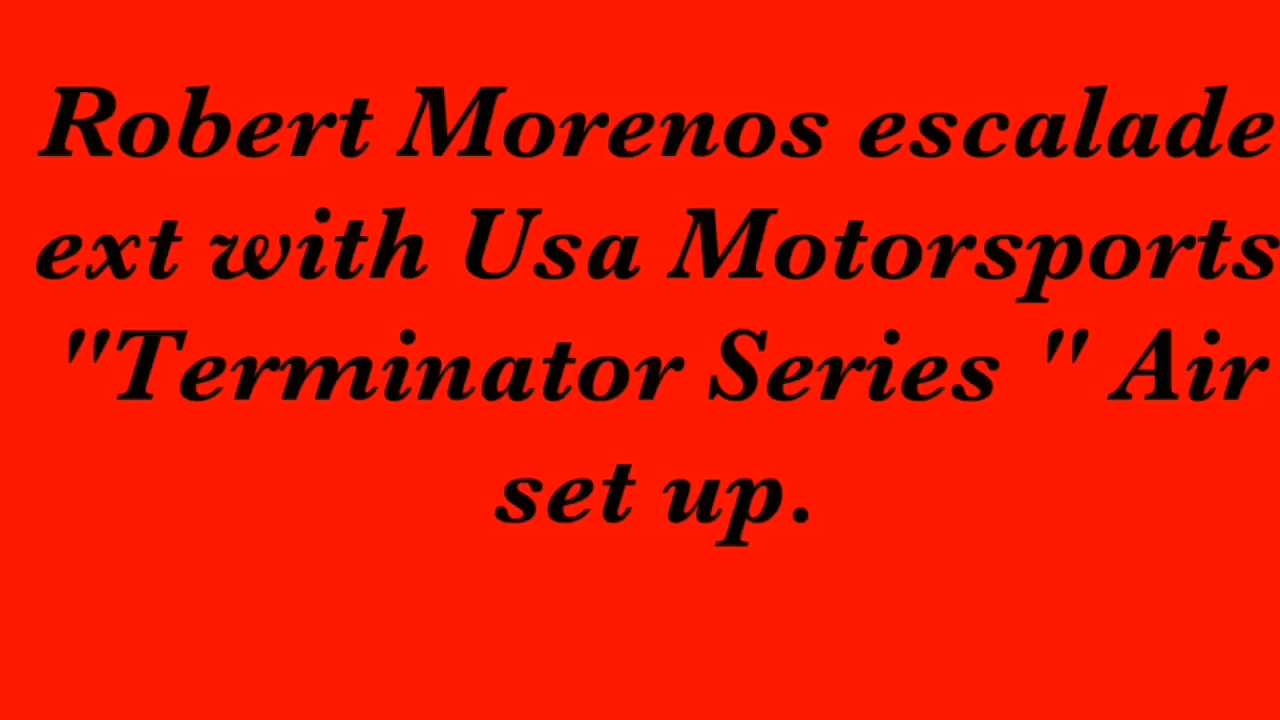 Robert Morenos escalade
ext with Usa Motorsports
"Terminator Series " Air
set up.